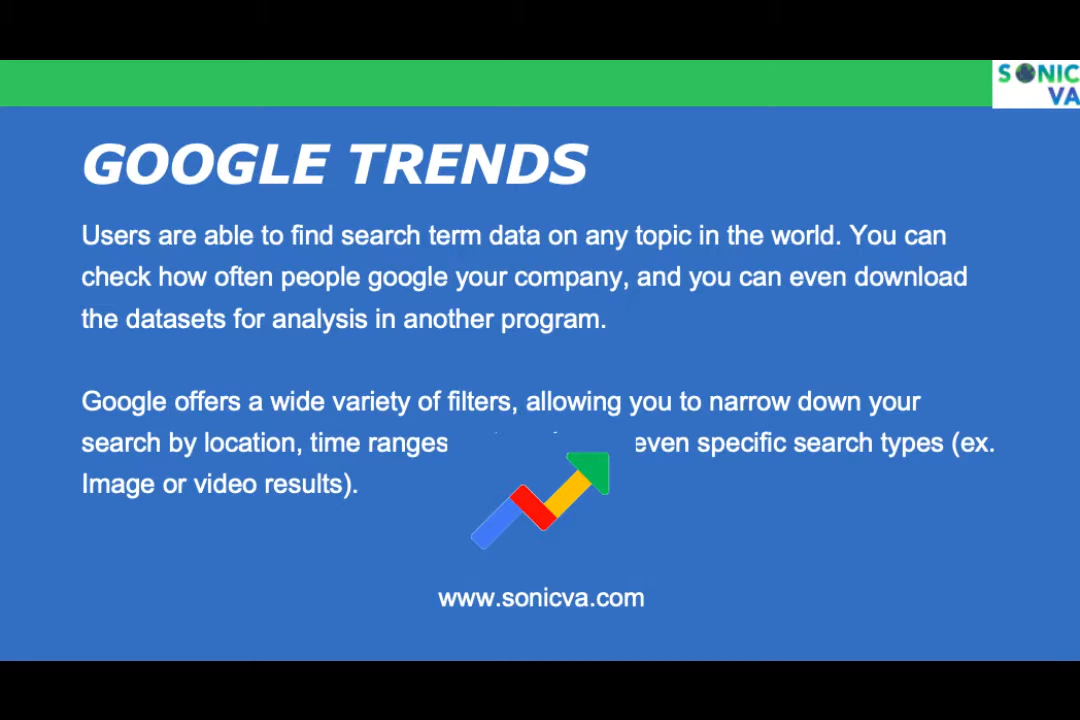 SONIC
VA
GOOGLE TRENDS
Users are able to find search term data on any topic in the world. You can
check how often people google your company, and you can even download
the datasets for analysis in another program.
Google offers a wide variety of filters, allowing you to narrow down your
search by location, time ranges even specific search types (ex.
Image or video results).
www.sonicva.com